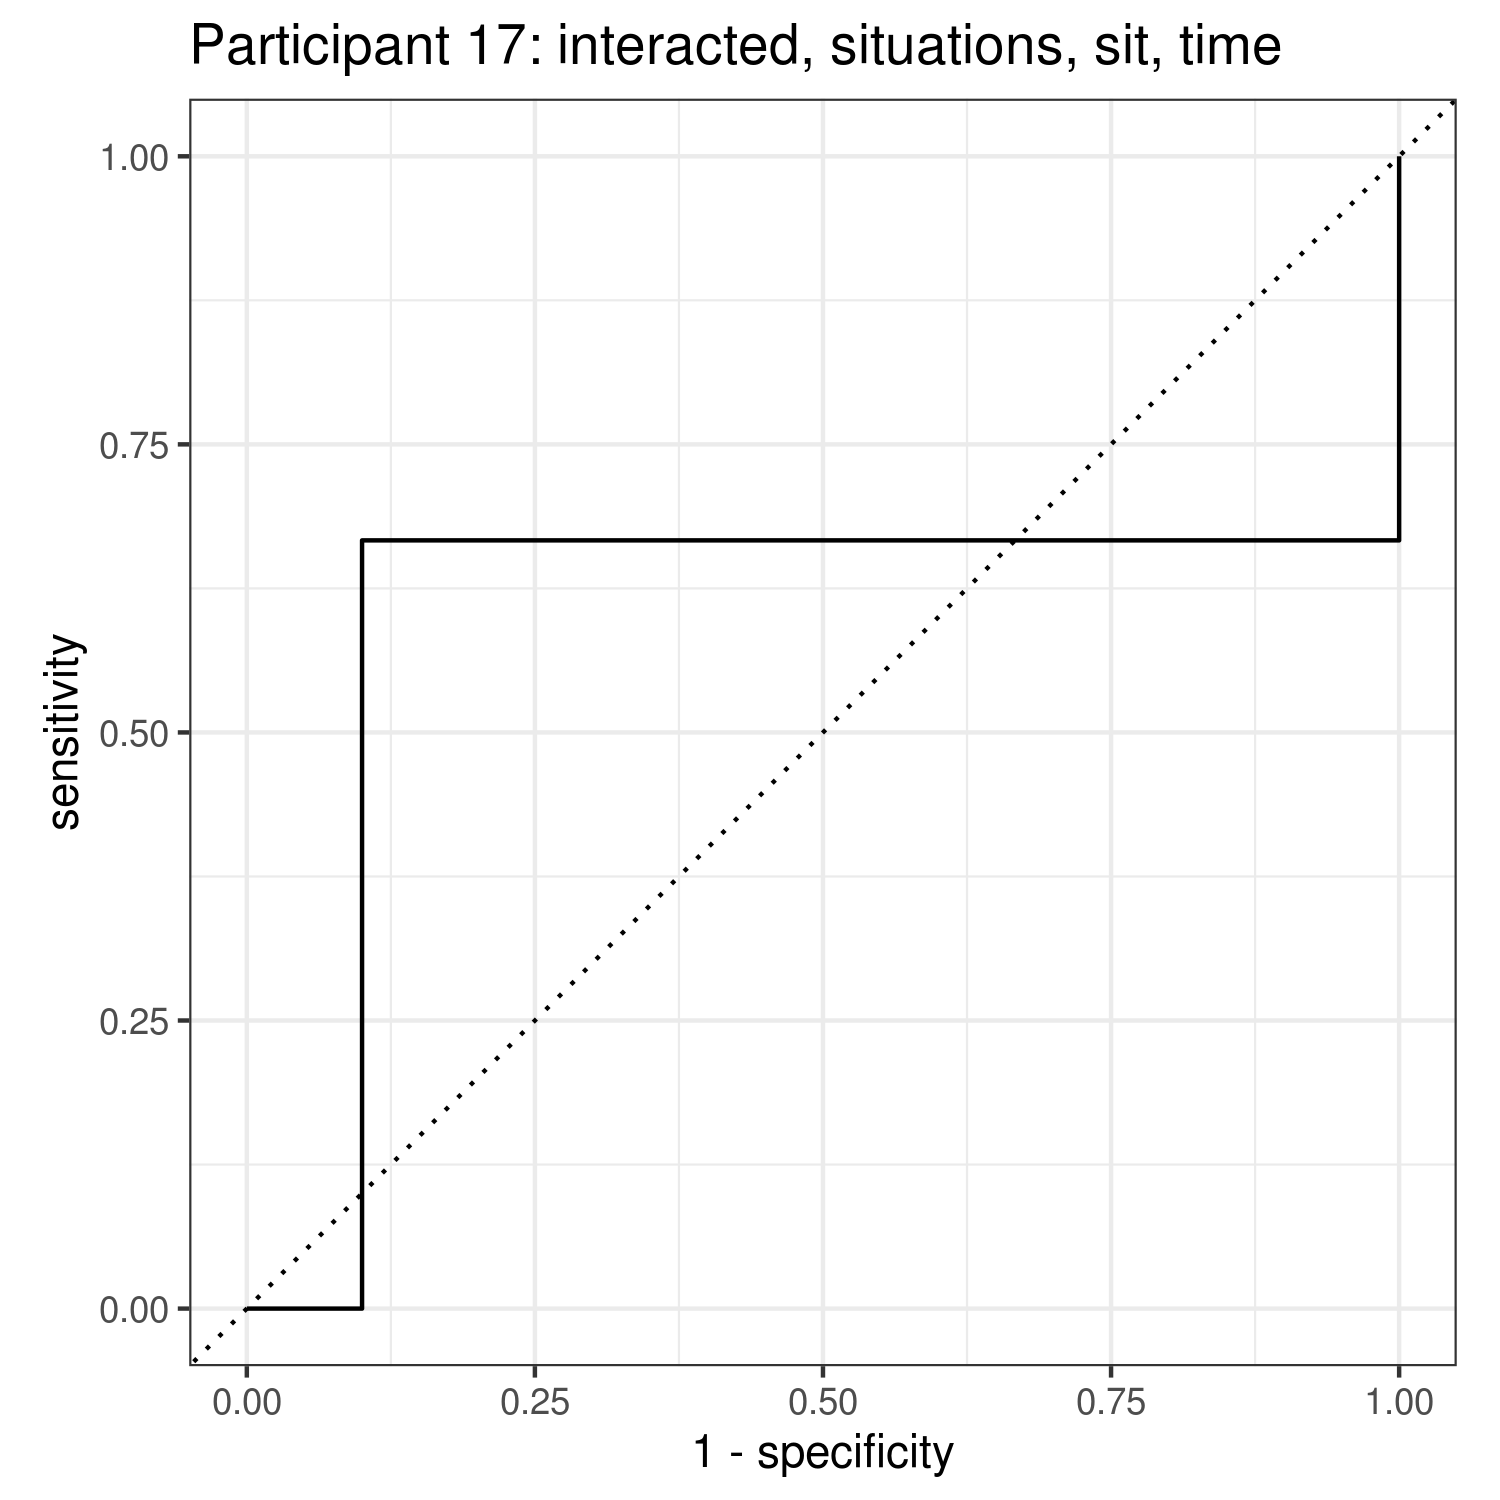 Participant 17: interacted, situations, sit, time
sensitivity
1.00
0.75
0.50
0.25
0.00
0.00 0.25 0.50 0.75 1.00
1 - specificity